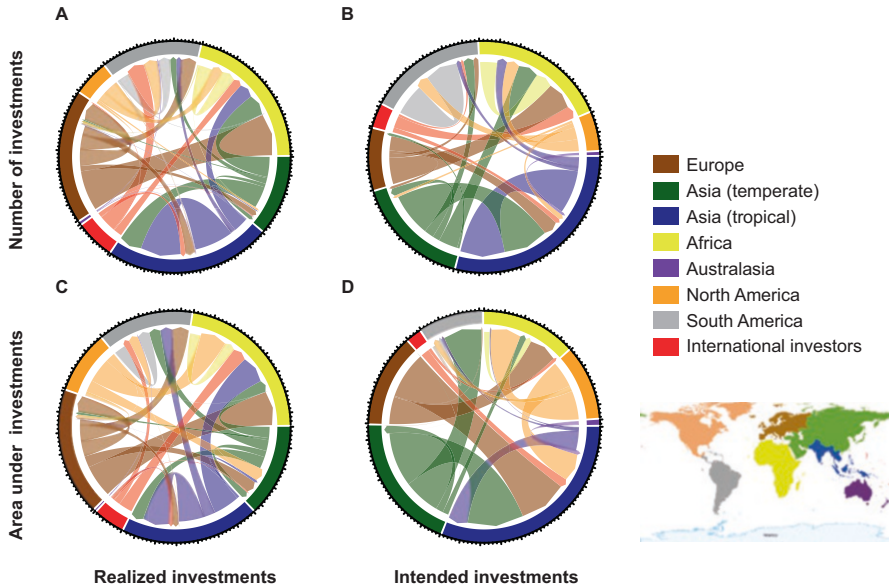 A
B
Number of investments
C
D
Area under investments
Realized investments
Intended investments
Europe
Asia (temperate)
Asia (tropical)
Africa
Australasia
North America
South America
International investors